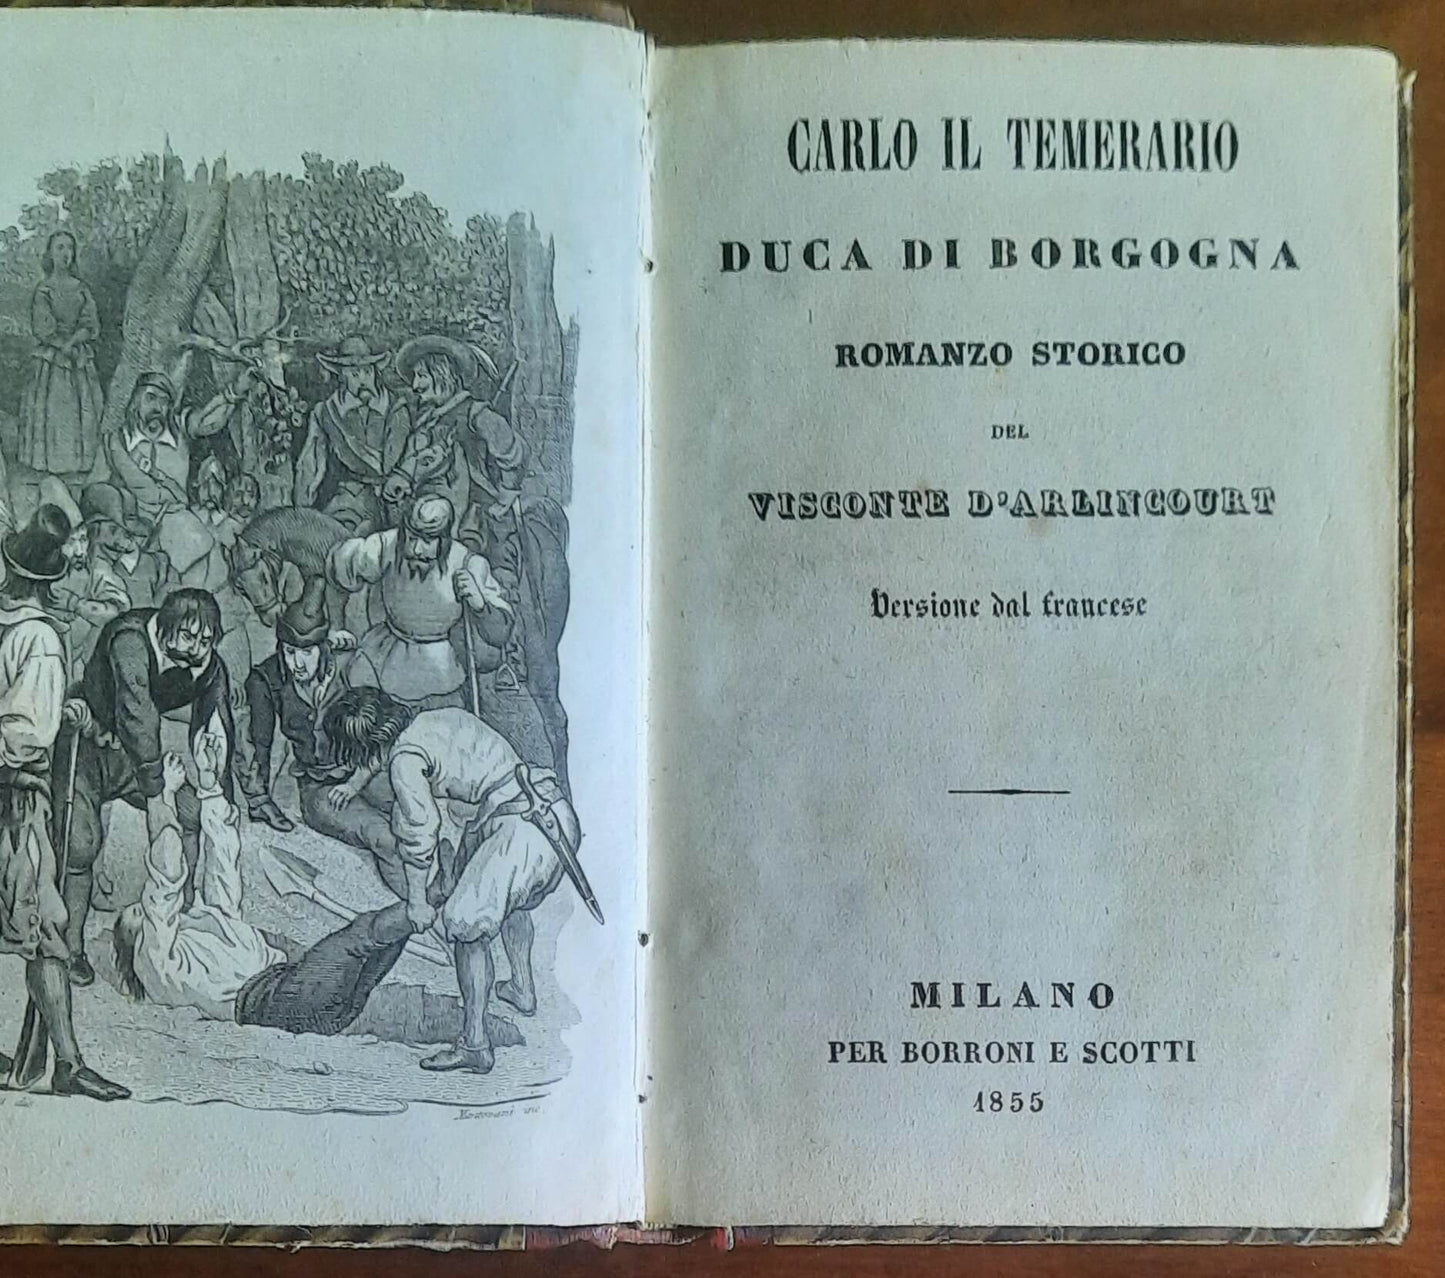 CARLO IL TEMERARIO
DUCA DI BORGOGNA
ROMANZO STORICO
DEL
VISCONTE D'ARLINCOURT
Versione dal francese
MILANO
PER BORRONI E SCOTTI
1855